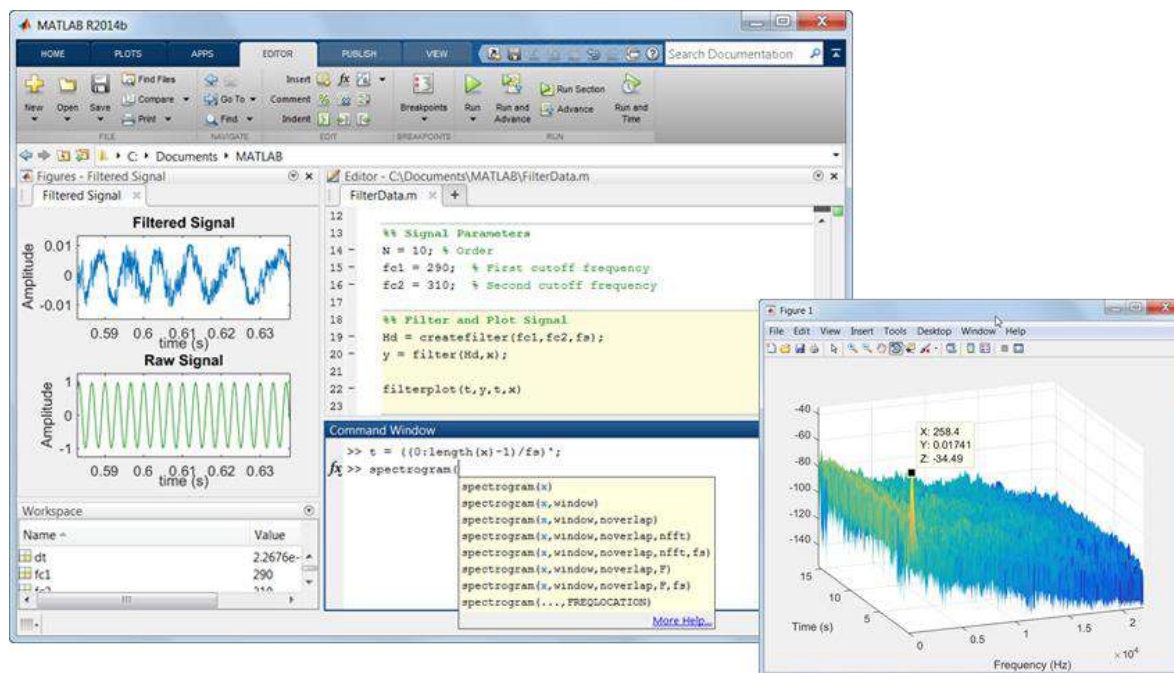 MATLAB R2014b
HOME PLOTS APPS EDITOR PUBLISH VIEW Search Documentation
New Open Save Find Files Compare Print
Go To Find
Insert fx Comment Indent
Breakpoints
Run Run and Advance Run Section Advance Run and Time
FILE NAVIGATE EDIT BREAKPOINTS RUN
C: Documents MATLAB
Figures - Filtered Signal
Filtered Signal
Filtered Signal
Amplitude
0.01
0
-0.01
0.59 0.6 0.61 0.62 0.63
time (s)
Raw Signal
Amplitude
1
0
-1
0.59 0.6 0.61 0.62 0.63
time (s)
Workspace
Name Value
dt 2.2676e-
fc1 290
fc2 310
Editor - C:\Documents\MATLAB\FilterData.m
FilterData.m +
12
13 %% Signal Parameters
14 - N = 10; % Order
15 - fc1 = 290; % First cutoff frequency
16 - fc2 = 310; % Second cutoff frequency
17
18 %% Filter and Plot Signal
19 - Hd = createfilter(fc1,fc2,fs);
20 - y = filter(Hd,x);
21
22 - filterplot(t,y,t,x)
23
Command Window
>> t = ((0:length(x)-1)/fs)';
fx >> spectrogram(
spectrogram(x)
spectrogram(x,window)
spectrogram(x,window,noverlap)
spectrogram(x,window,noverlap,nfft)
spectrogram(x,window,noverlap,nfft,fs)
spectrogram(x,window,noverlap,F)
spectrogram(x,window,noverlap,F,fs)
spectrogram(...,FREQLOCATION)
More Help...
Figure 1
File Edit View Insert Tools Desktop Window Help
X: 258.4
Y: 0.01741
Z: -34.49
-40
-60
-80
-100
-120
-140
15
10
5
0
Time (s)
0.5 1 1.5 2
× 10⁴
Frequency (Hz)